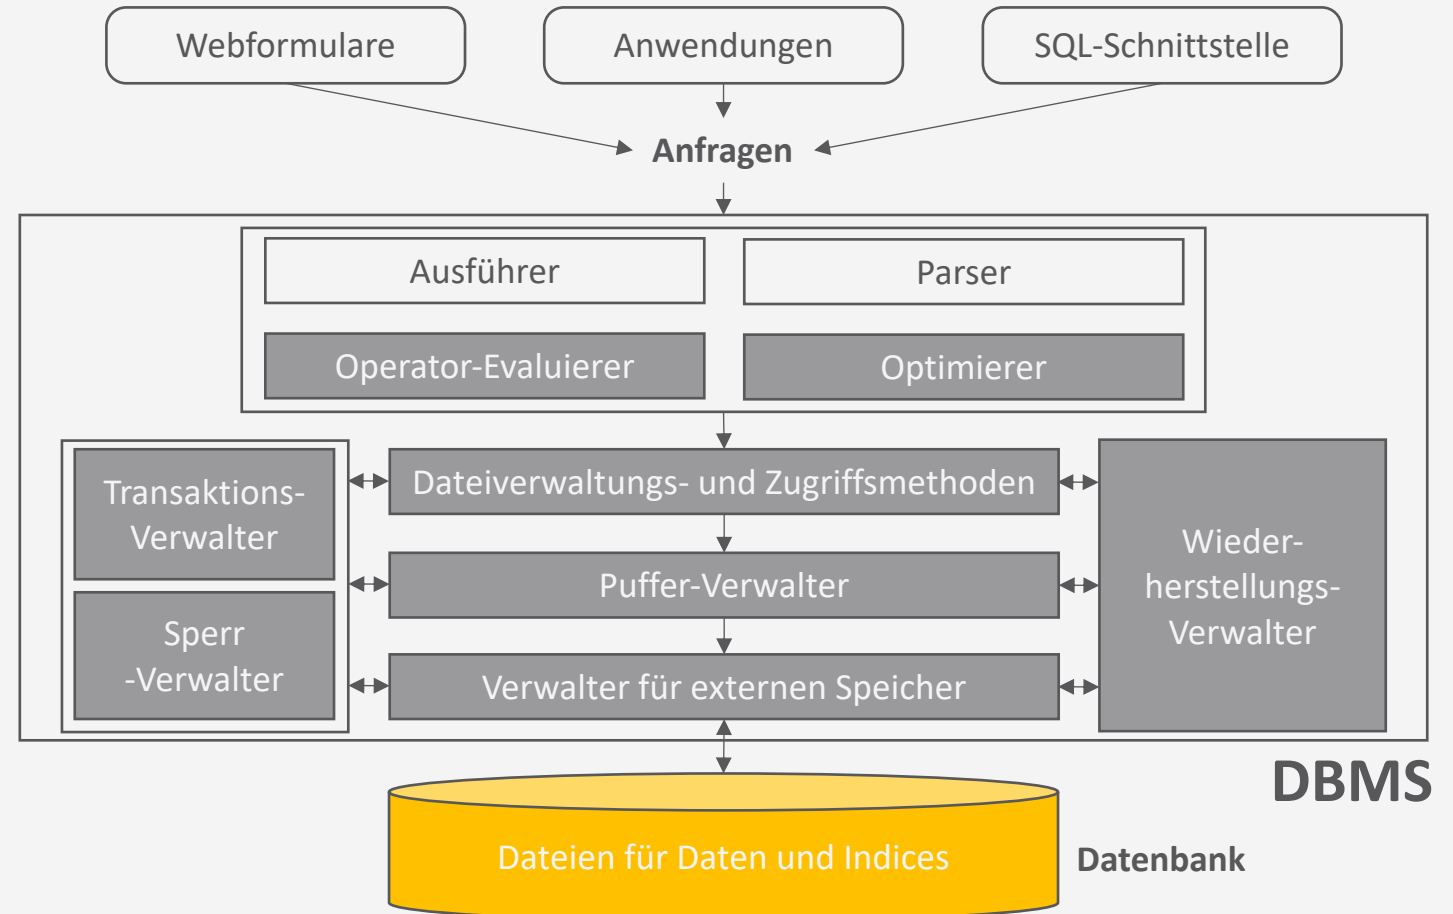 Webformulare
Anwendungen
SQL-Schnittstelle
Anfragen
Ausführer
Parser
Operator-Evaluierer
Optimierer
Transaktions-
Verwalter
Dateiverwaltungs- und Zugriffsmethoden
Wieder-
herstellungs-
Verwalter
Puffer-Verwalter
Sperr
-Verwalter
Verwalter für externen Speicher
DBMS
Dateien für Daten und Indices
Datenbank